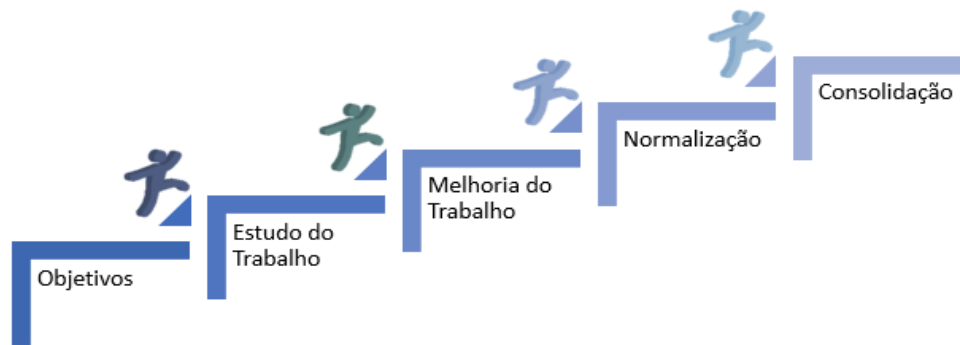 Objetivos
Estudo do
Trabalho
Melhoria do
Trabalho
Normalização
Consolidação